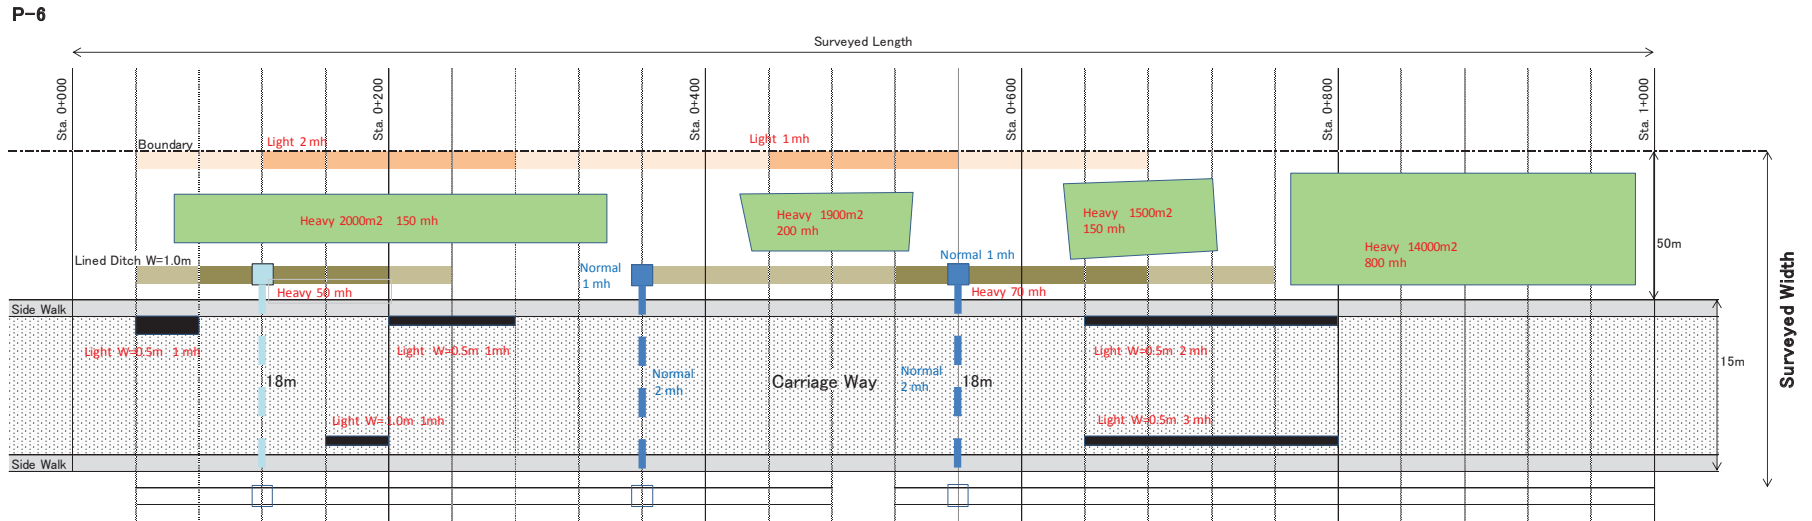 P-6
Surveyed Length
Sta. 0+000
Sta. 0+200
Sta. 0+400
Sta. 0+600
Sta. 0+800
Sta. 1+000
Boundary
Light 2 mh
Light 1 mh
Heavy 2000m2 150 mh
Heavy 1900m2
200 mh
Heavy 1500m2
150 mh
Heavy 14000m2
800 mh
50m
Surveyed Width
Lined Ditch W=1.0m
Normal
1 mh
Normal 1 mh
Heavy 50 mh
Heavy 70 mh
Side Walk
Light W=0.5m 1 mh
Light W=0.5m 1mh
Light W=0.5m 2 mh
15m
18m
Normal
2 mh
Carriage Way
Normal
2 mh
18m
Light W=1.0m 1mh
Light W=0.5m 3 mh
Side Walk